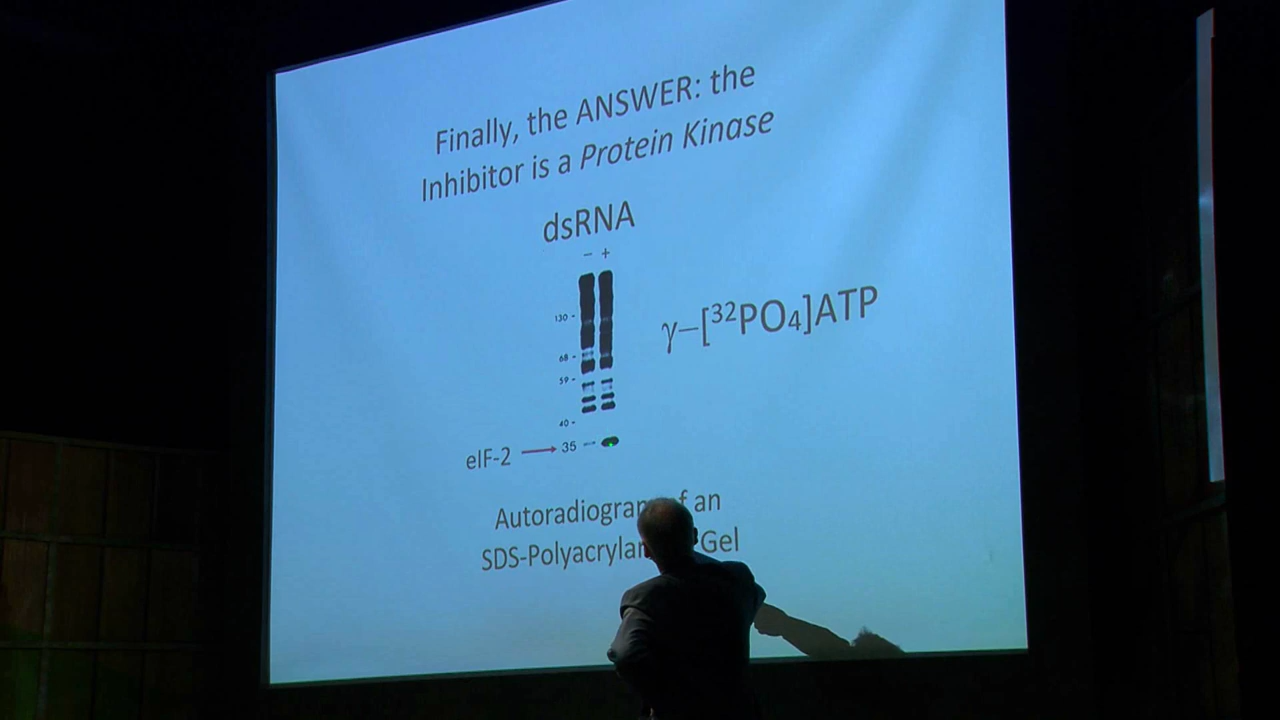 Finally, the ANSWER: the
Inhibitor is a Protein Kinase
dsRNA
– +
130 -
γ–[³²PO₄]ATP
68 -
59 -
40 -
eIF-2 → 35
Autoradiogram of an
SDS-Polyacrylam Gel